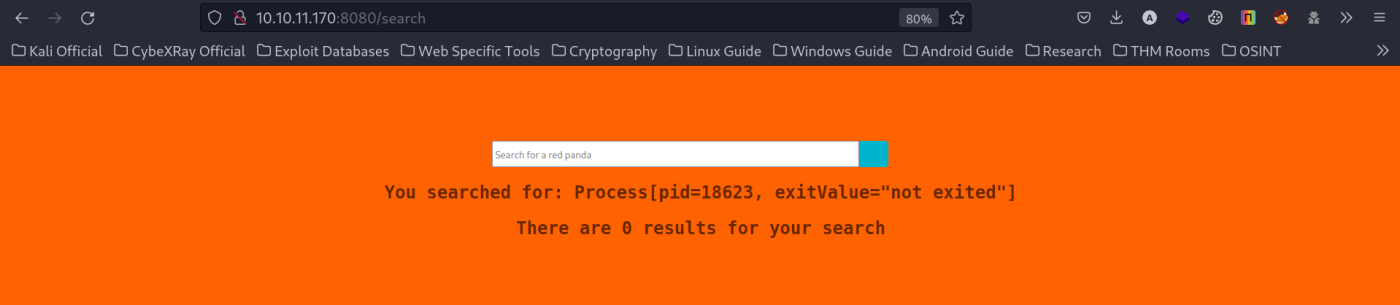 10.10.11.170:8080/search
80%
Kali Official CybeXRay Official Exploit Databases Web Specific Tools Cryptography Linux Guide Windows Guide Android Guide Research THM Rooms OSINT
Search for a red panda
You searched for: Process[pid=18623, exitValue="not exited"]
There are 0 results for your search